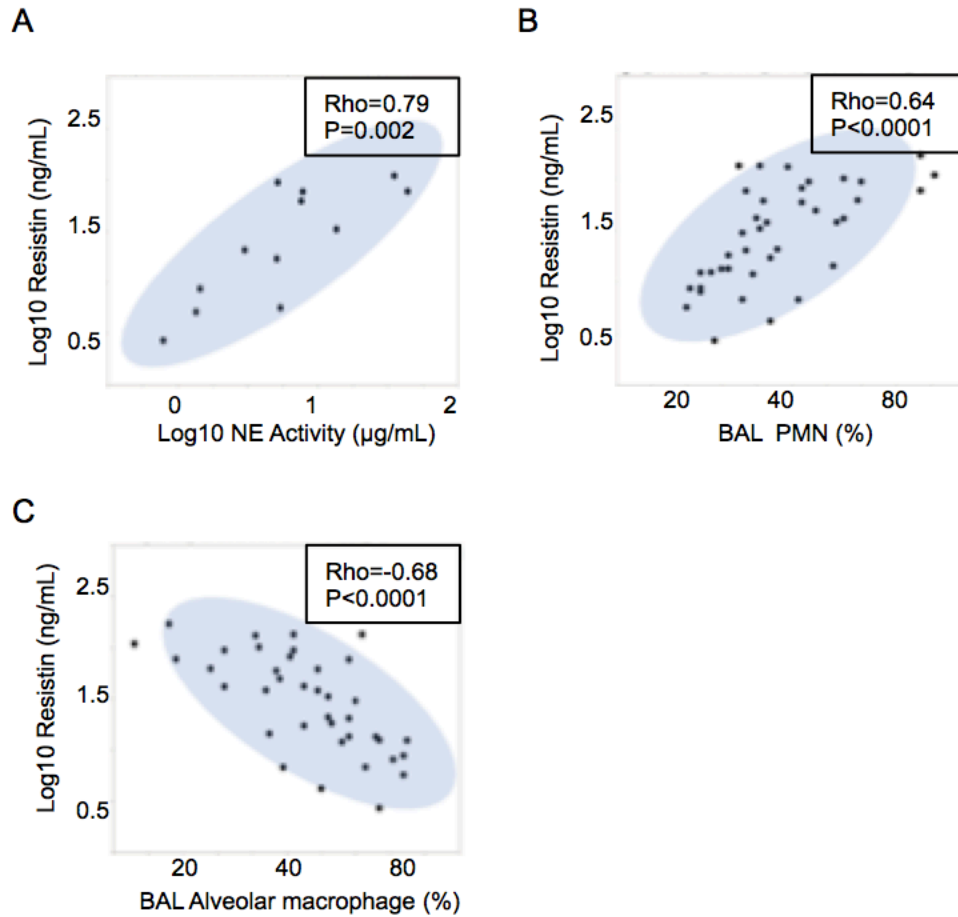 A
Rho=0.79
P=0.002
2.5
1.5
0.5
Log10 Resistin (ng/mL)
0 1 2
Log10 NE Activity (µg/mL)
B
Rho=0.64
P<0.0001
2.5
1.5
0.5
Log10 Resistin (ng/mL)
20 40 80
BAL PMN (%)
C
Rho=-0.68
P<0.0001
2.5
1.5
0.5
Log10 Resistin (ng/mL)
20 40 80
BAL Alveolar macrophage (%)